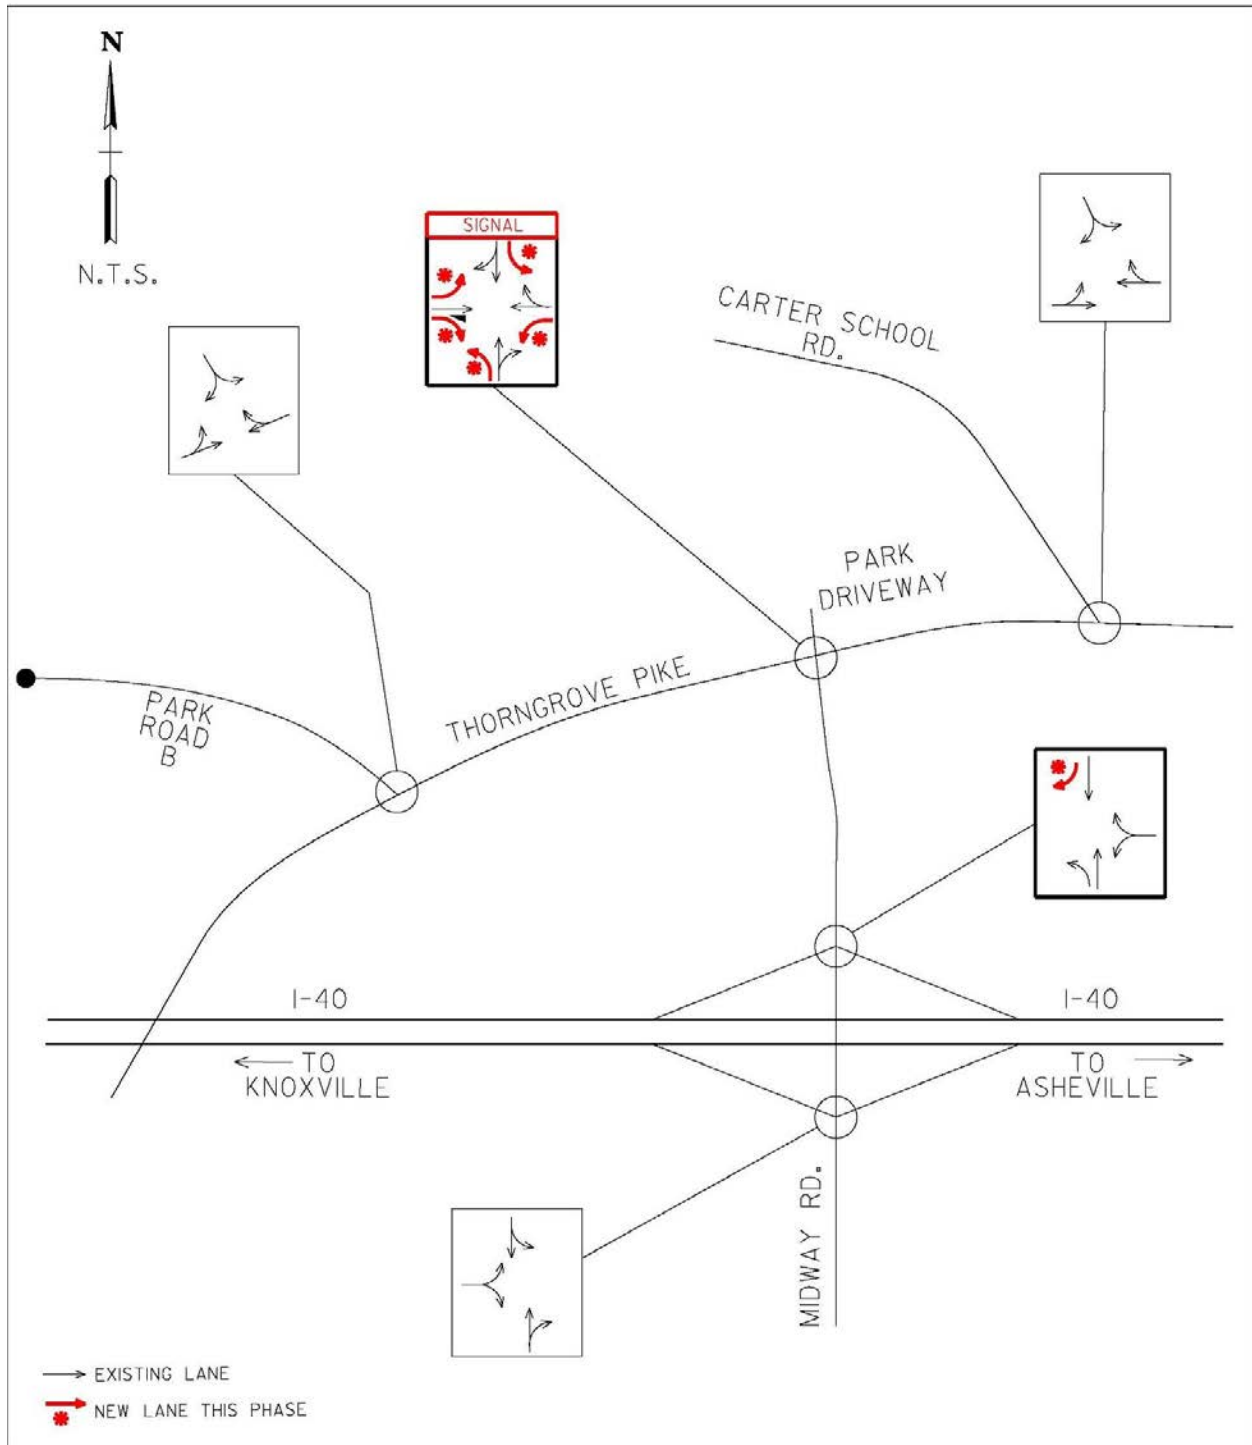 N
N.T.S.
SIGNAL
CARTER SCHOOL
RD.
PARK
DRIVEWAY
THORNGROVE PIKE
PARK
ROAD
B
I-40
I-40
TO
KNOXVILLE
TO
ASHEVILLE
MIDWAY RD.
EXISTING LANE
NEW LANE THIS PHASE